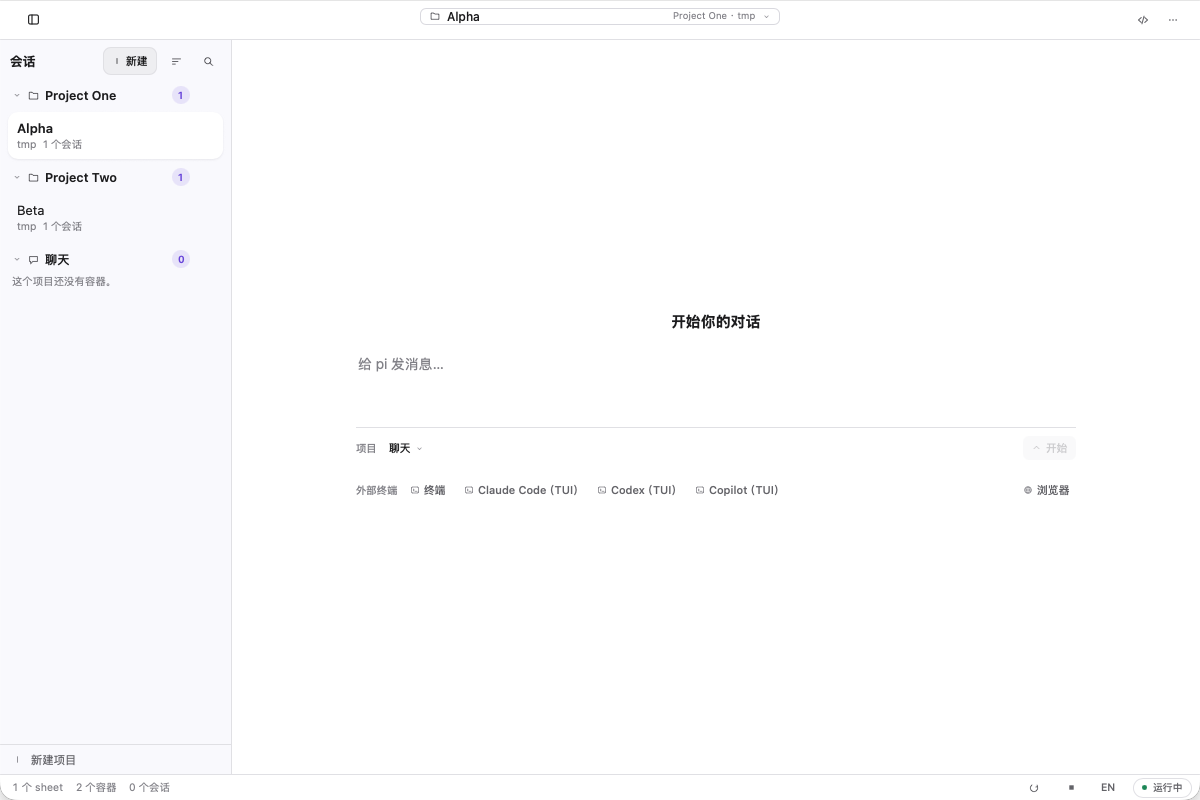 Alpha
Project One · tmp
会话
新建
Project One
1
Alpha
tmp 1 个会话
Project Two
1
Beta
tmp 1 个会话
聊天
0
这个项目还没有容器。
开始你的对话
给 pi 发消息...
项目 聊天
开始
外部终端 终端 Claude Code (TUI) Codex (TUI) Copilot (TUI) 浏览器
新建项目
1 个 sheet 2 个容器 0 个会话
EN
运行中